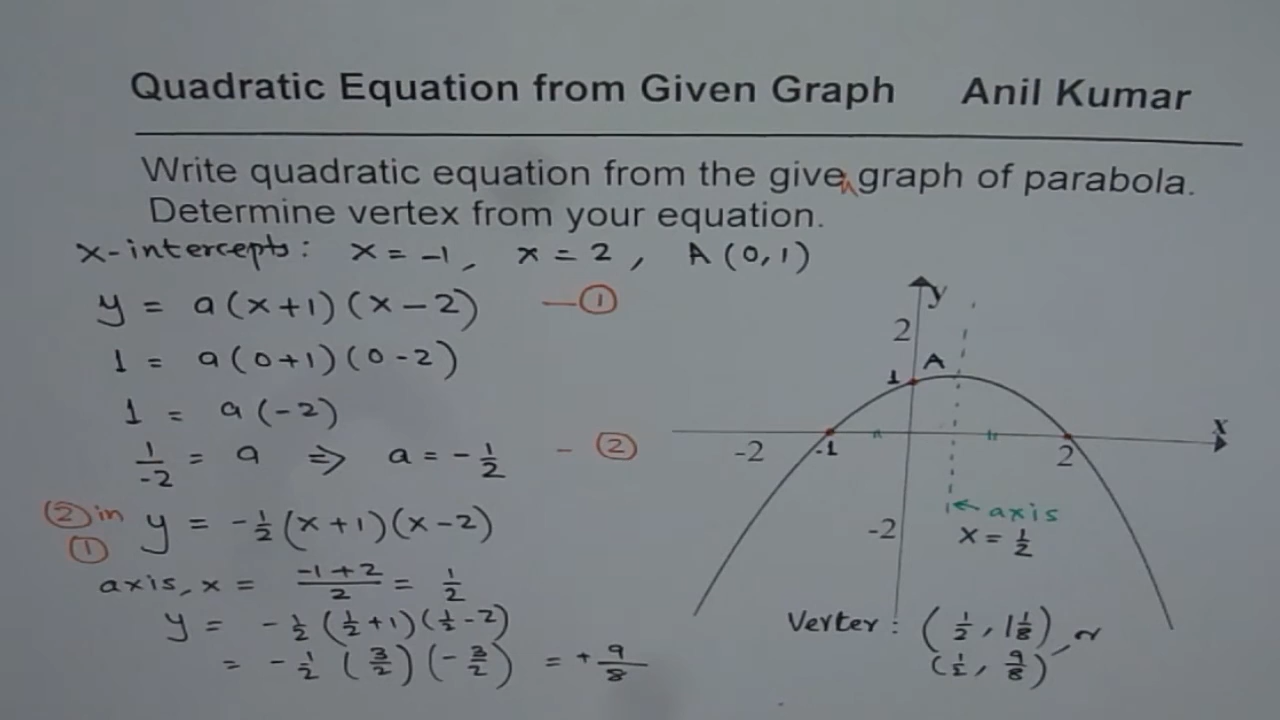 Quadratic Equation from Given Graph Anil Kumar
Write quadratic equation from the given graph of parabola.
Determine vertex from your equation.
x-intercepts: x = -1, x = 2, A(0,1)
y = a(x+1)(x-2) —①
1 = a(0+1)(0-2)
1 = a(-2)
1/-2 = a ⇒ a = -1/2 - ②
② in ① y = -1/2(x+1)(x-2)
axis, x = -1+2/2 = 1/2
y = -1/2(1/2+1)(1/2-2)
= -1/2(3/2)(-3/2) = +9/8
y
2
A
1
x
-2 -1 2
← axis
-2
x = 1/2
Verter: (1/2, 1 1/8), or
(1/2, 9/8)